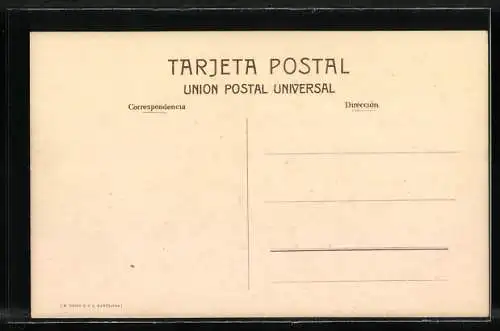 TARJETA POSTAL
UNION POSTAL UNIVERSAL
Correspondencia
Dirección